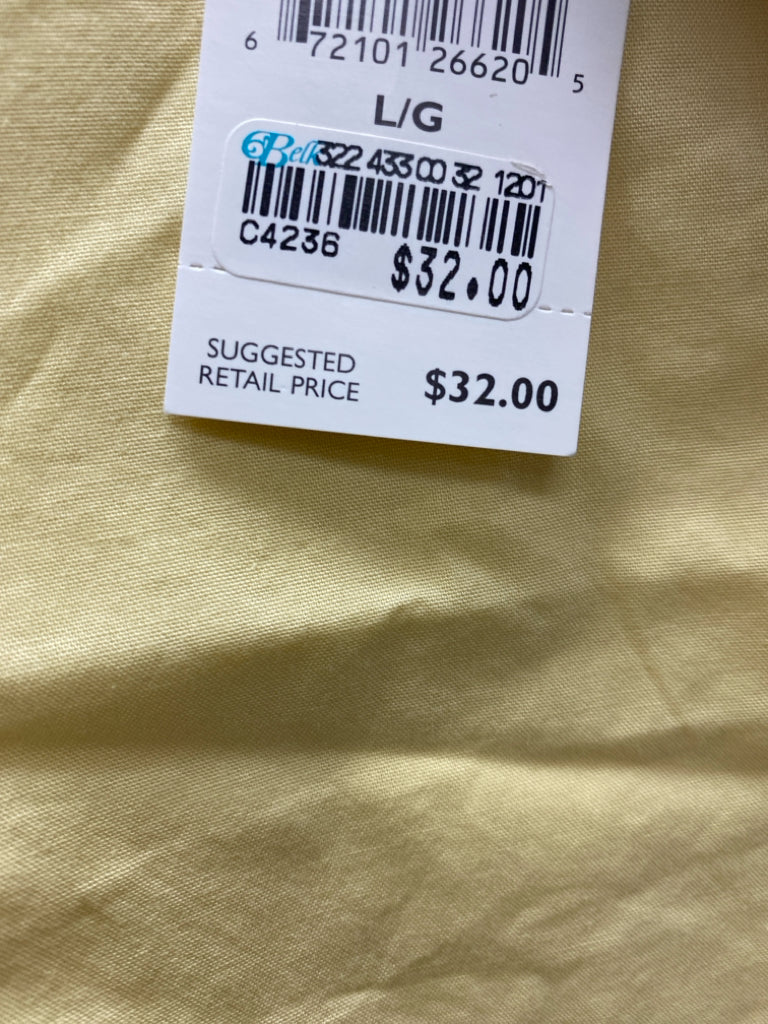 6 72101 26620 5
L/G
Belk 322 433 00 32 1201
C4236 $32.00
SUGGESTED
RETAIL PRICE $32.00